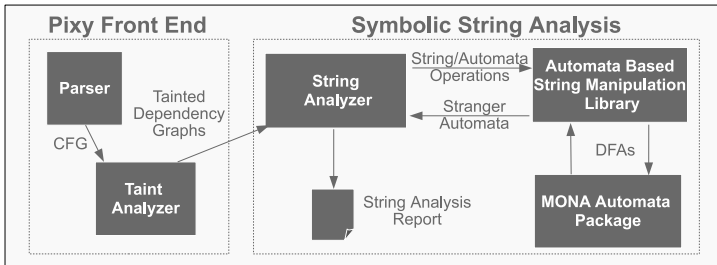 Pixy Front End
Symbolic String Analysis
Parser
CFG
Taint
Analyzer
Tainted
Dependency
Graphs
String
Analyzer
String/Automata
Operations
Stranger
Automata
Automata Based
String Manipulation
Library
DFAs
String Analysis
Report
MONA Automata
Package